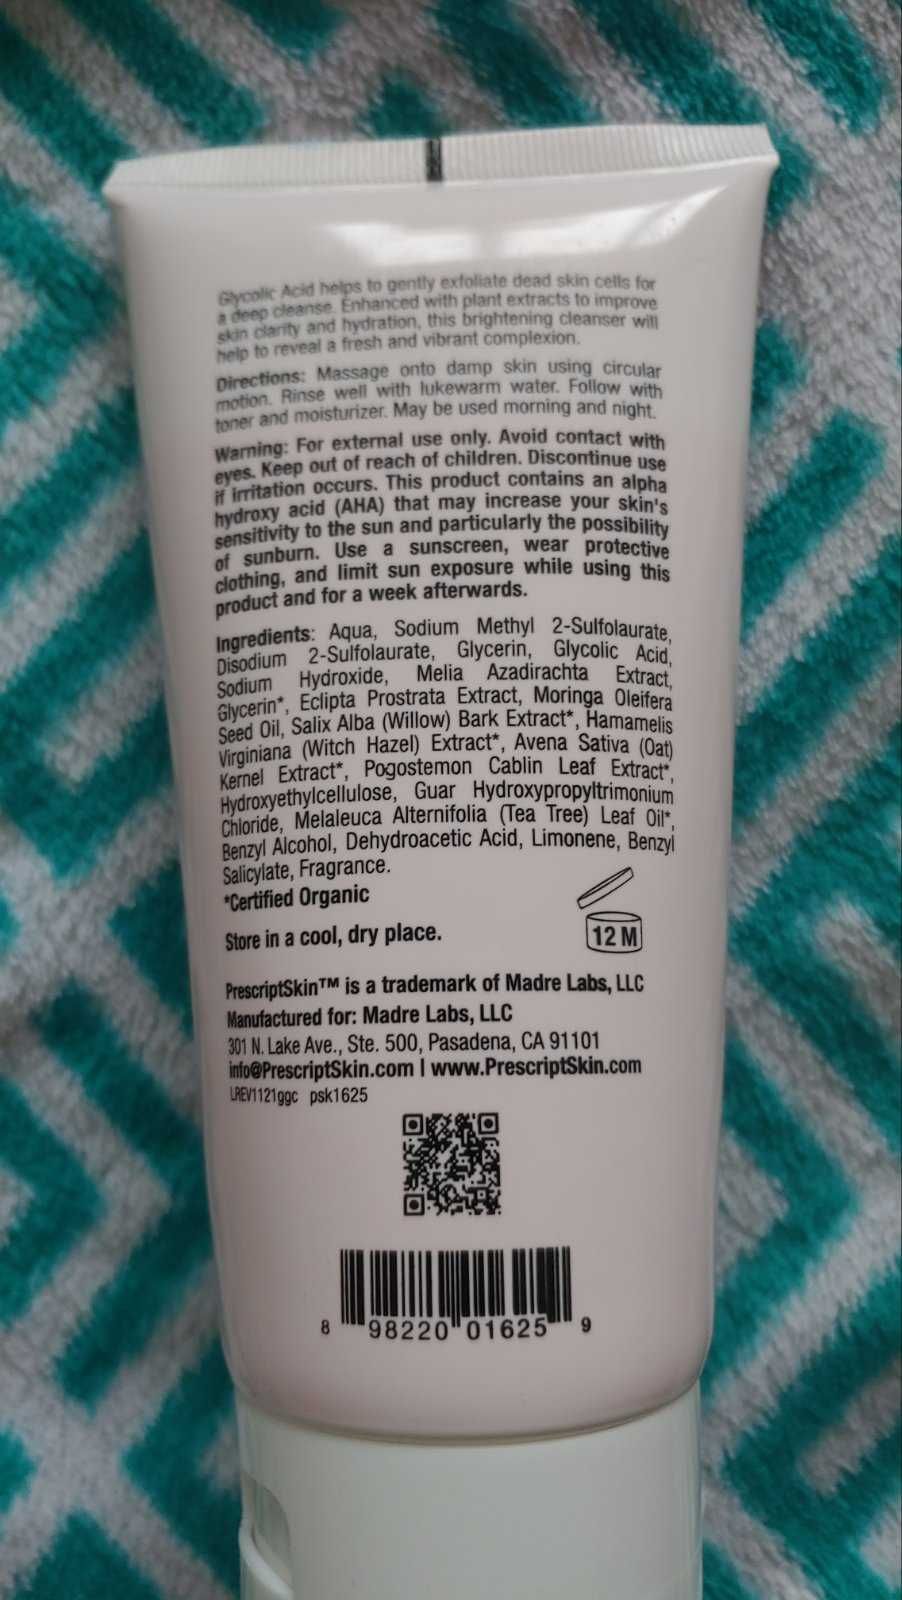 Glycolic Acid helps to gently exfoliate dead skin cells for
a deep cleanse. Enhanced with plant extracts to improve
skin clarity and hydration, this brightening cleanser will
help to reveal a fresh and vibrant complexion.
Directions: Massage onto damp skin using circular
motion. Rinse well with lukewarm water. Follow with
toner and moisturizer. May be used morning and night.
Warning: For external use only. Avoid contact with
eyes. Keep out of reach of children. Discontinue use
if irritation occurs. This product contains an alpha
hydroxy acid (AHA) that may increase your skin's
sensitivity to the sun and particularly the possibility
of sunburn. Use a sunscreen, wear protective
clothing, and limit sun exposure while using this
product and for a week afterwards.
Ingredients: Aqua, Sodium Methyl 2-Sulfolaurate,
Disodium 2-Sulfolaurate, Glycerin, Glycolic Acid,
Sodium Hydroxide, Melia Azadirachta Extract,
Glycerin*, Eclipta Prostrata Extract, Moringa Oleifera
Seed Oil, Salix Alba (Willow) Bark Extract*, Hamamelis
Virginiana (Witch Hazel) Extract*, Avena Sativa (Oat)
Kernel Extract*, Pogostemon Cablin Leaf Extract*,
Hydroxyethylcellulose, Guar Hydroxypropyltrimonium
Chloride, Melaleuca Alternifolia (Tea Tree) Leaf Oil*,
Benzyl Alcohol, Dehydroacetic Acid, Limonene, Benzyl
Salicylate, Fragrance.
*Certified Organic
Store in a cool, dry place.
12 M
PrescriptSkin™ is a trademark of Madre Labs, LLC
Manufactured for: Madre Labs, LLC
301 N. Lake Ave., Ste. 500, Pasadena, CA 91101
info@PrescriptSkin.com | www.PrescriptSkin.com
LREV1121ggc psk1625
8 98220 01625 9